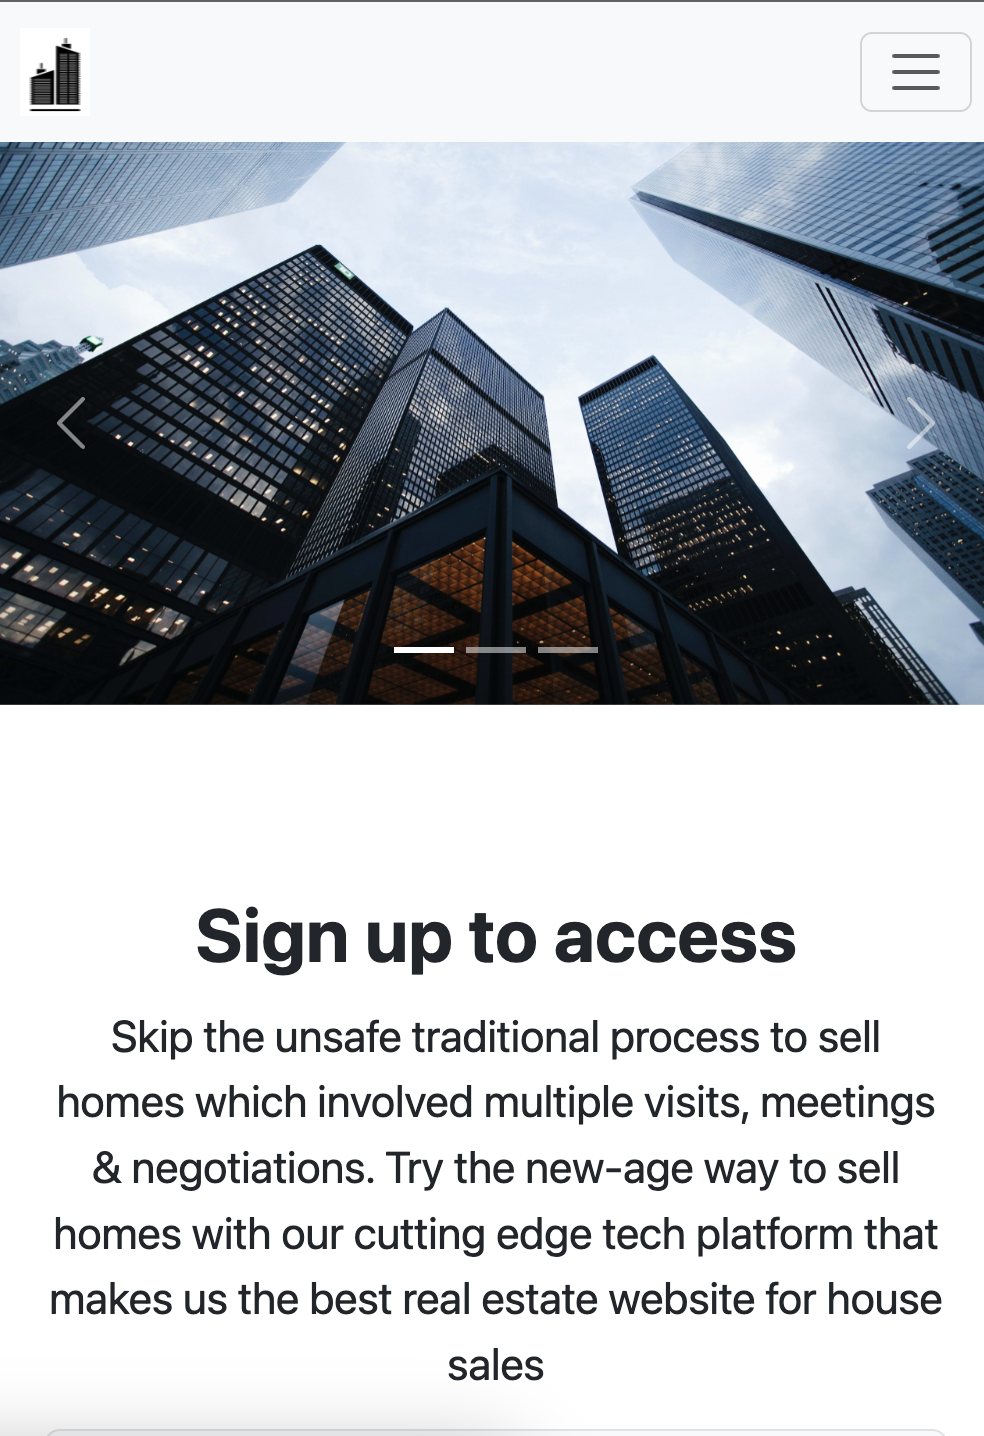 Sign up to access
Skip the unsafe traditional process to sell
homes which involved multiple visits, meetings
& negotiations. Try the new-age way to sell
homes with our cutting edge tech platform that
makes us the best real estate website for house
sales